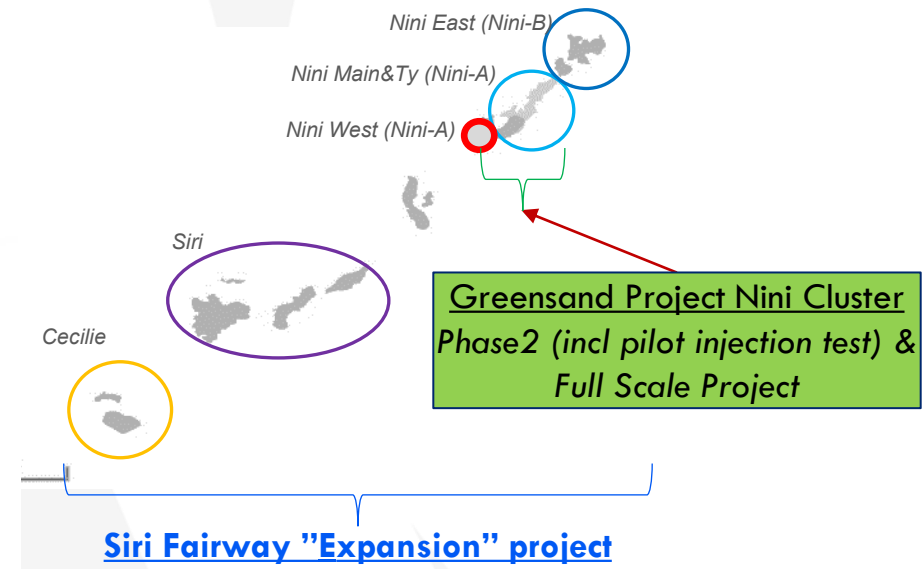 Nini East (Nini-B)
Nini Main&Ty (Nini-A)
Nini West (Nini-A)
Siri
Cecilie
Greensand Project Nini Cluster
Phase2 (incl pilot injection test) &
Full Scale Project
Siri Fairway ”Expansion” project